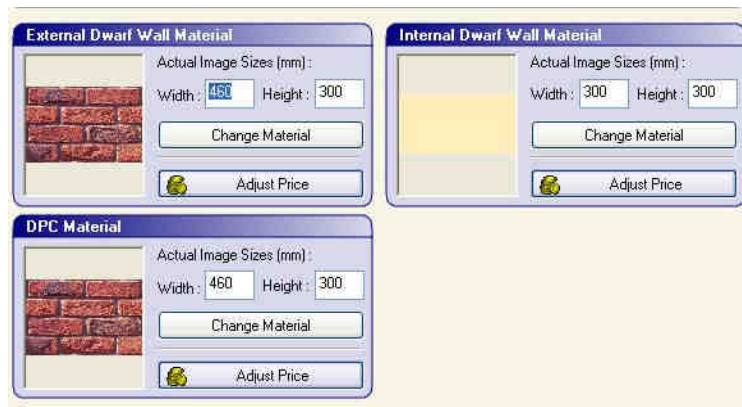 External Dwarf Wall Material
Actual Image Sizes (mm) :
Width : 460 Height : 300
Change Material
Adjust Price
Internal Dwarf Wall Material
Actual Image Sizes (mm) :
Width : 300 Height : 300
Change Material
Adjust Price
DPC Material
Actual Image Sizes (mm) :
Width : 460 Height : 300
Change Material
Adjust Price